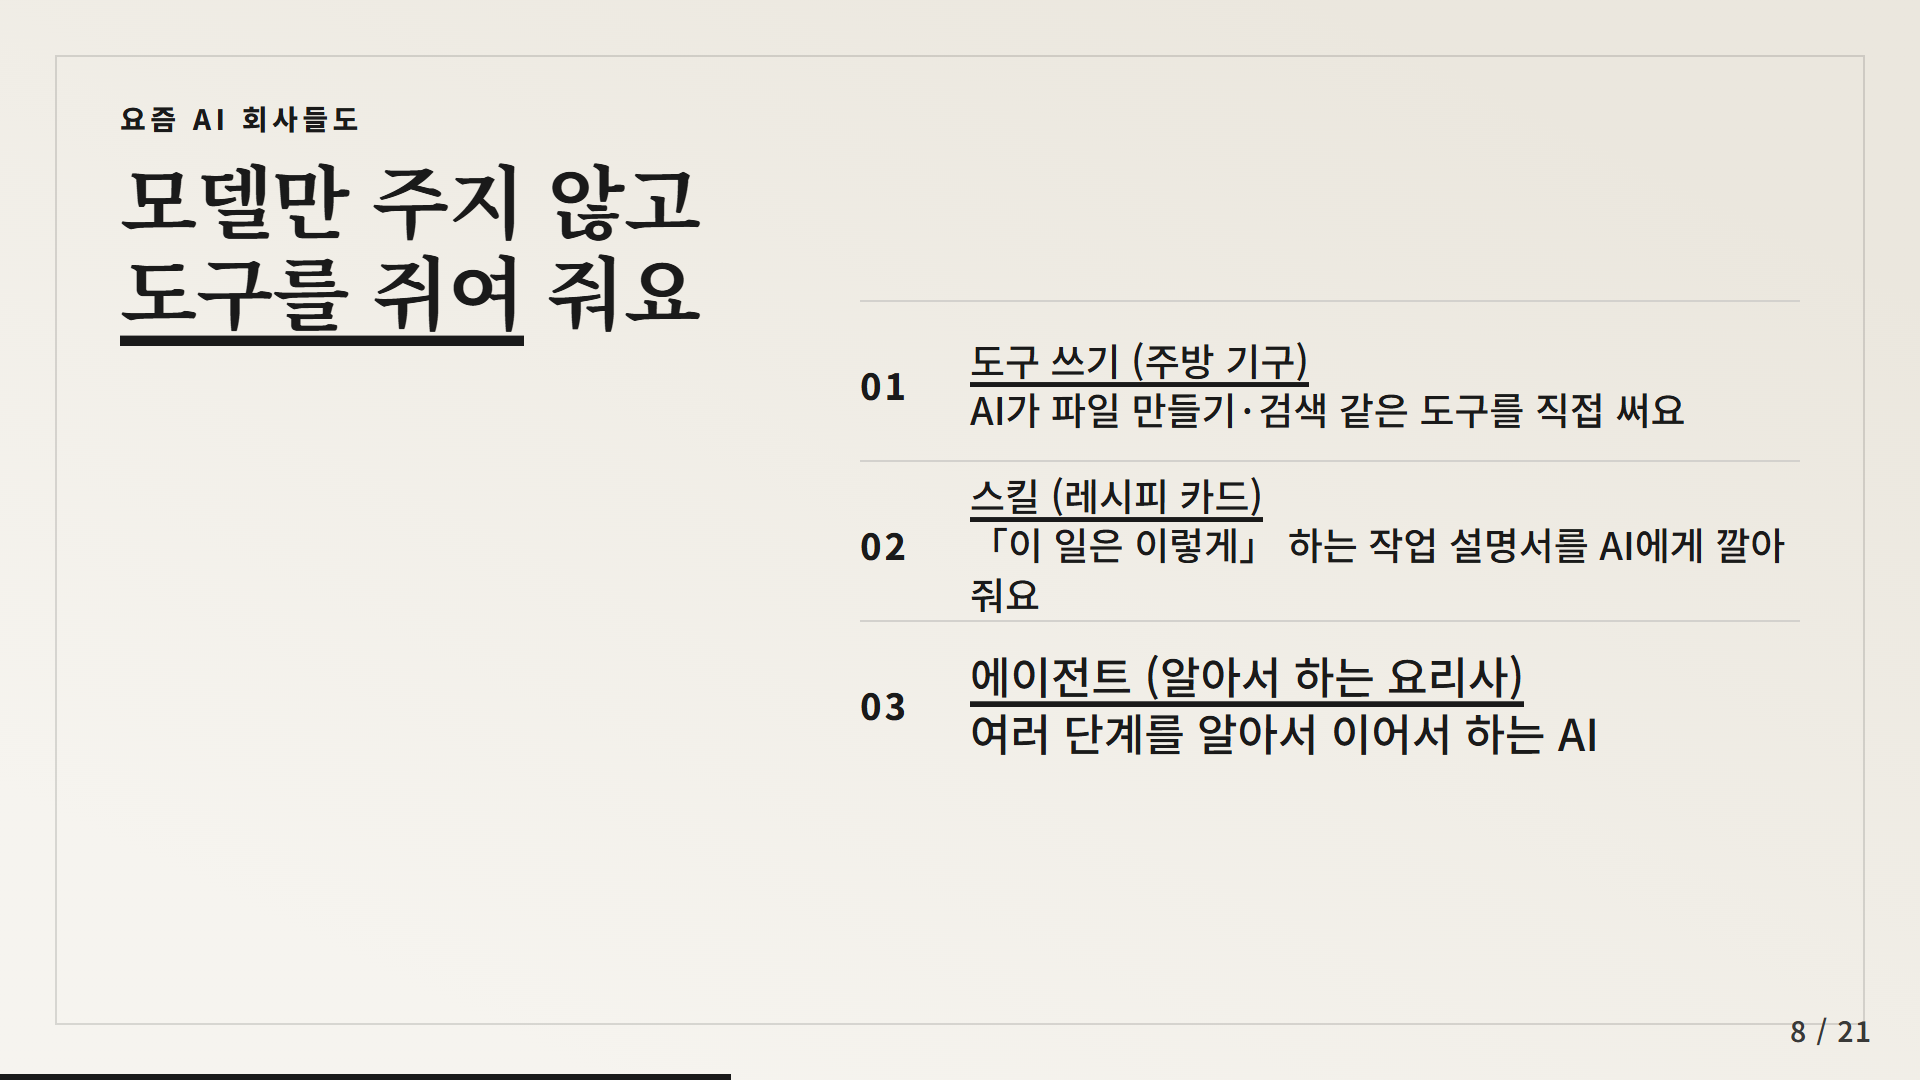 요즘 AI 회사들도
모델만 주지 않고
도구를 쥐여 줘요
01
도구 쓰기 (주방 기구)
AI가 파일 만들기·검색 같은 도구를 직접 써요
02
스킬 (레시피 카드)
「이 일은 이렇게」 하는 작업 설명서를 AI에게 깔아
줘요
03
에이전트 (알아서 하는 요리사)
여러 단계를 알아서 이어서 하는 AI
8 / 21